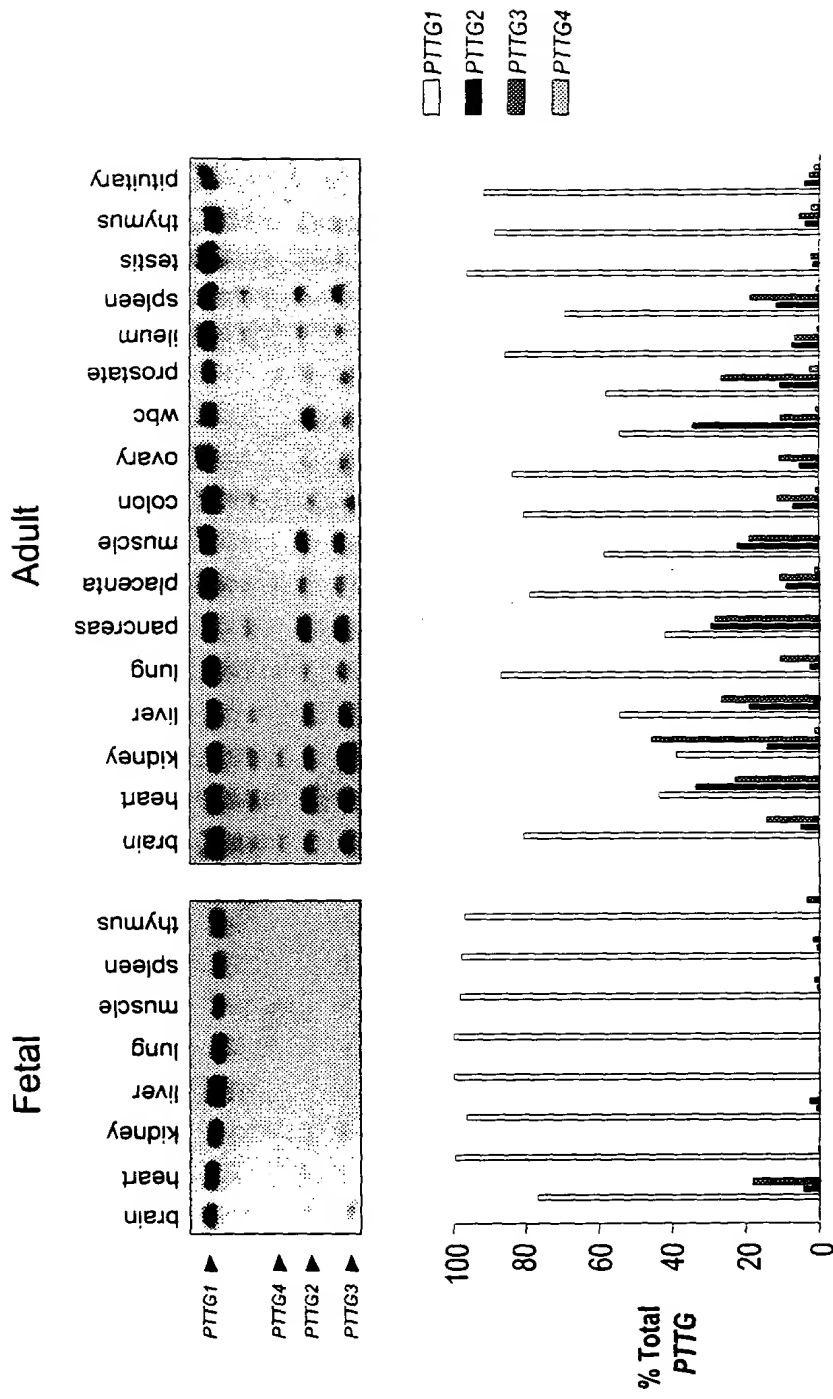 Fetal
Adult
brain
heart
kidney
liver
lung
muscle
spleen
thymus
brain
heart
kidney
liver
lung
pancreas
placenta
muscle
colon
ovary
wbc
prostate
ileum
spleen
testis
thymus
pituitary
PTTG1
PTTG4
PTTG2
PTTG3
% Total
PTTG
100
80
60
40
20
0
PTTG1
PTTG2
PTTG3
PTTG4